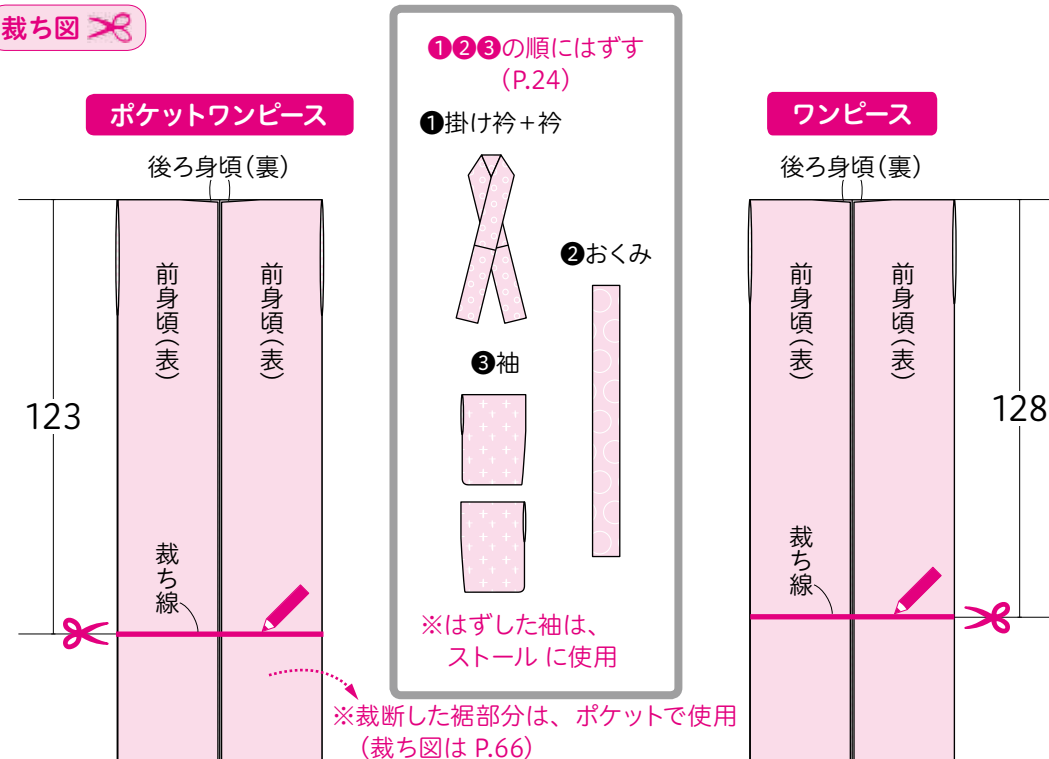 裁ち図
ポケットワンピース
後ろ身頃(裏)
前身頃(表)
前身頃(表)
123
裁ち線
※裁断した裾部分は、ポケットで使用
(裁ち図は P.66)
❶❷❸の順にはずす
(P.24)
❶掛け衿+衿
❷おくみ
❸袖
※はずした袖は、
ストール に使用
ワンピース
後ろ身頃(裏)
前身頃(表)
前身頃(表)
128
裁ち線